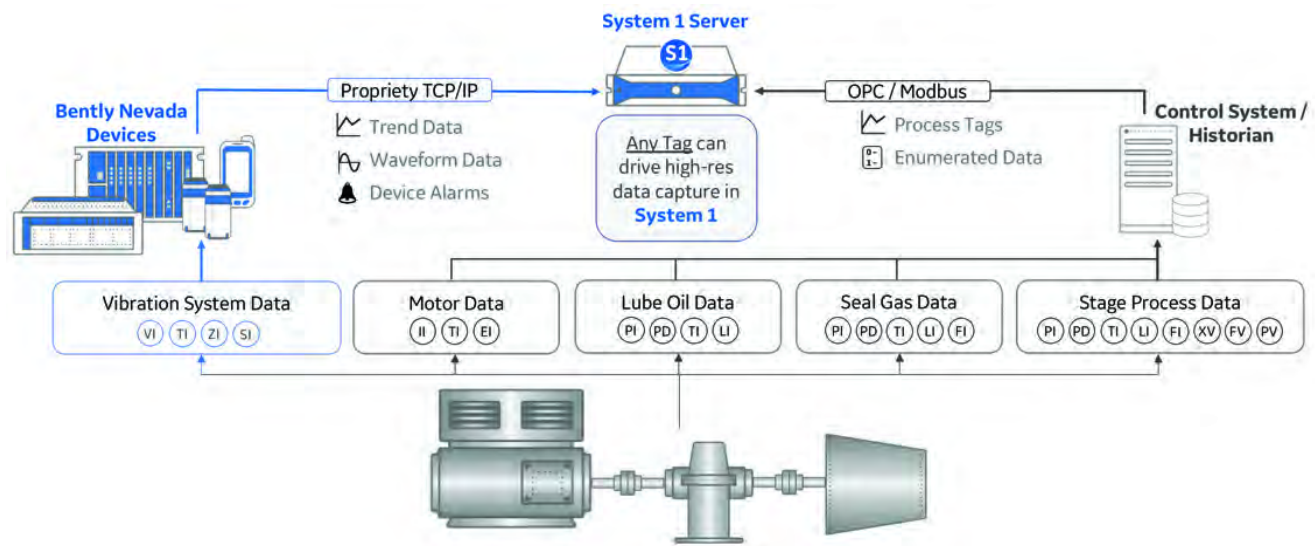 System 1 Server
S1
Propriety TCP/IP
Trend Data
Waveform Data
Device Alarms
Bently Nevada
Devices
Any Tag can
drive high-res
data capture in
System 1
OPC / Modbus
Process Tags
0-
1-
Enumerated Data
Control System /
Historian
Vibration System Data
VI TI ZI SI
Motor Data
II TI EI
Lube Oil Data
PI PD TI LI
Seal Gas Data
PI PD TI LI FI
Stage Process Data
PI PD TI LI FI XV FV PV